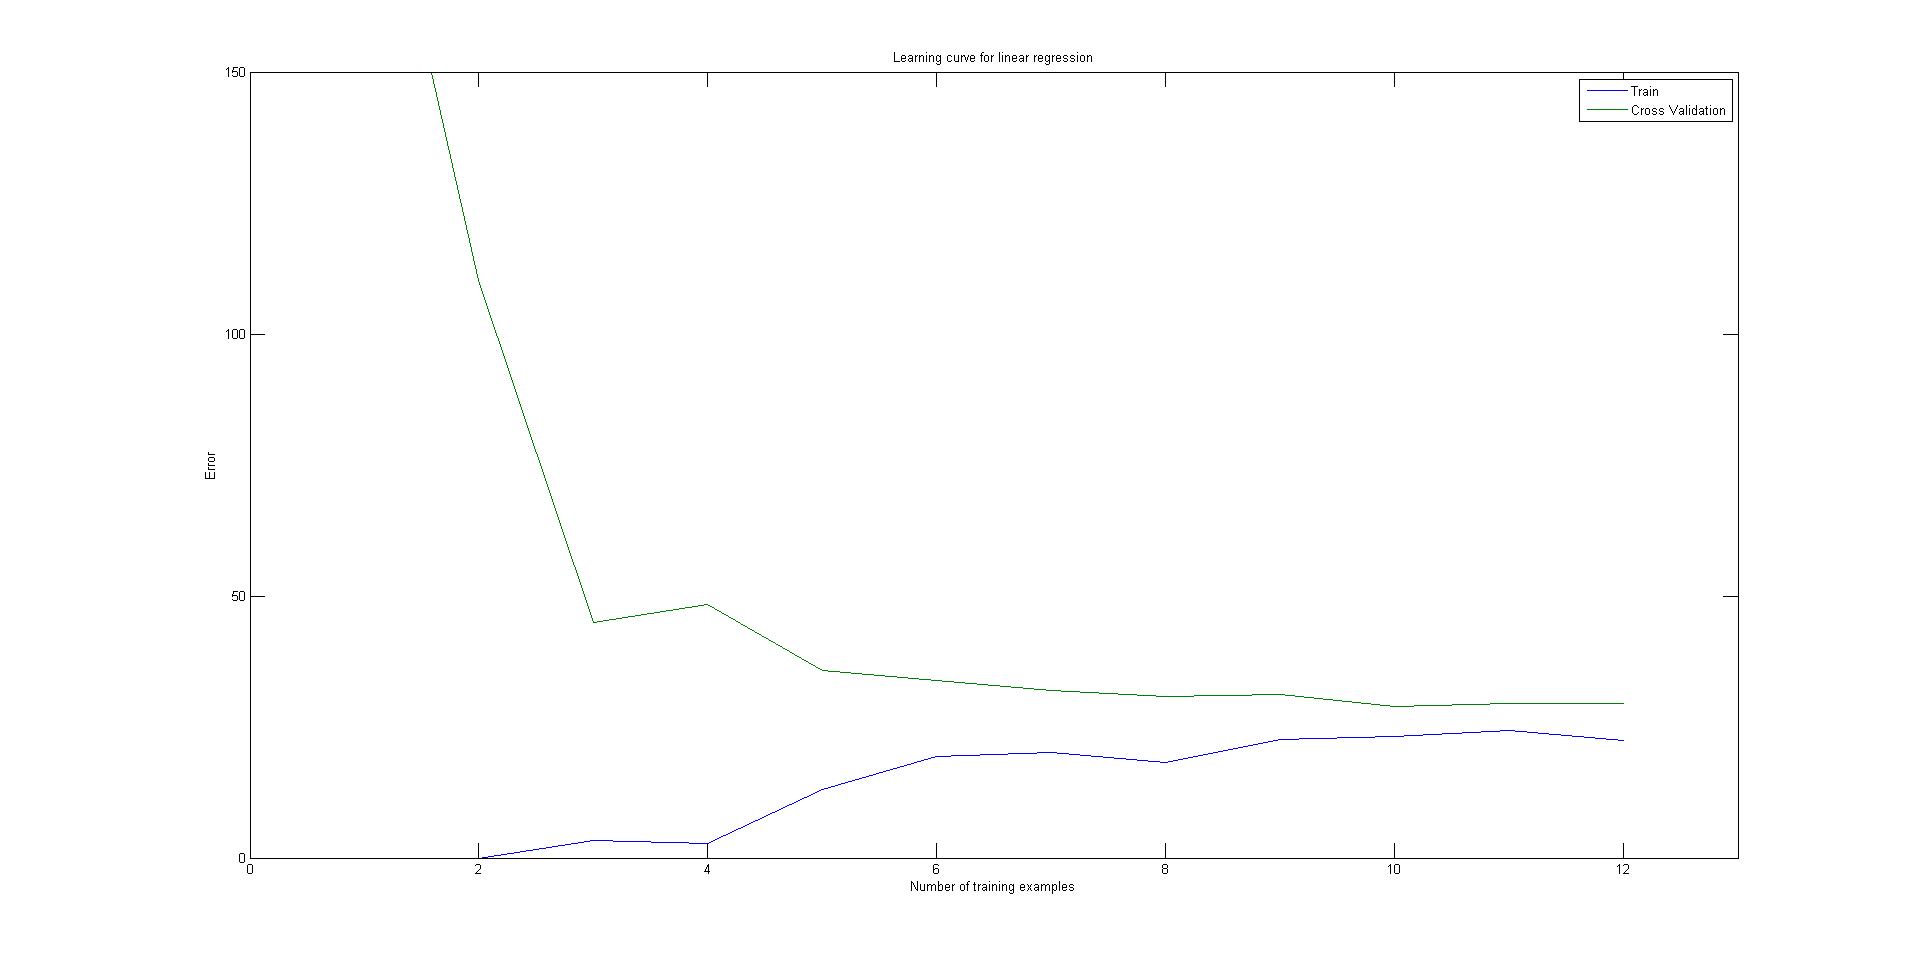 Learning curve for linear regression
150
Train
Cross Validation
100
Error
50
0
0 2 4 6 8 10 12
Number of training examples